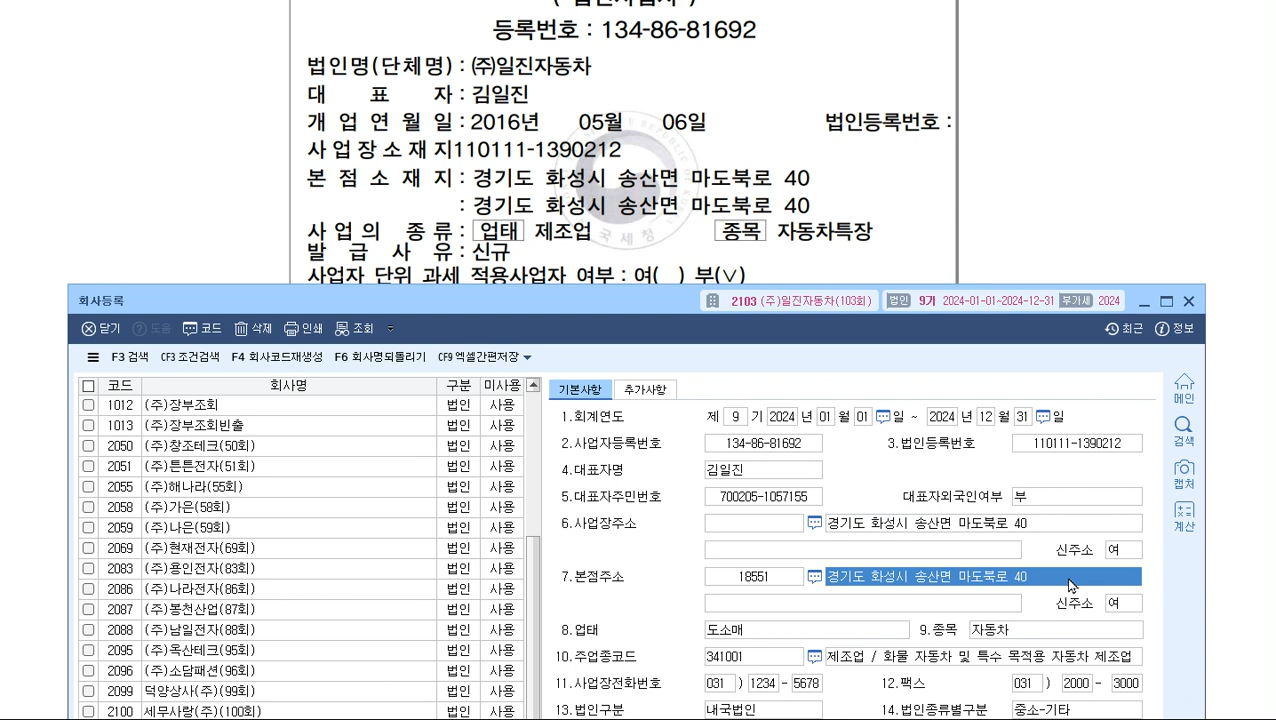 등록번호 : 134-86-81692
법인명(단체명) : ㈜일진자동차
대 표 자 : 김일진
개 업 연 월 일 : 2016년 05월 06일 법인등록번호 :
사 업 장 소 재 지110111-1390212
본 점 소 재 지 : 경기도 화성시 송산면 마도북로 40
: 경기도 화성시 송산면 마도북로 40
사 업 의 종 류 : 업태 제조업 종목 자동차특장
발 급 사 유 : 신규
국세청
사업자 단위 과세 적용사업자 여부 : 여( ) 부(∨)
회사등록 2103 (주)일진자동차(103회) 법인 9기 2024-01-01-2024-12-31 부가세 2024
닫기 도움 코드 삭제 인쇄 조회 최근 정보
F3 검색 CF3 조건검색 F4 회사코드재생성 F6 회사명되돌리기 CF9 엑셀간편저장
코드 회사명 구분 미사용
1012 (주)장부조회 법인 사용
1013 (주)장부조회빈출 법인 사용
2050 (주)창조테크(50회) 법인 사용
2051 (주)튼튼전자(51회) 법인 사용
2055 (주)해나라(55회) 법인 사용
2058 (주)가은(58회) 법인 사용
2059 (주)나은(59회) 법인 사용
2069 (주)현재전자(69회) 법인 사용
2083 (주)용인전자(83회) 법인 사용
2086 (주)나라전자(86회) 법인 사용
2087 (주)봉천산업(87회) 법인 사용
2088 (주)남일전자(88회) 법인 사용
2095 (주)옥산테크(95회) 법인 사용
2096 (주)소담패션(96회) 법인 사용
2099 덕양상사(주)(99회) 법인 사용
2100 세무사랑(주)(100회) 법인 사용
기본사항 추가사항
1.회계연도 제 9 기 2024 년 01 월 01 일 ~ 2024 년 12 월 31 일
2.사업자등록번호 134-86-81692 3.법인등록번호 110111-1390212
4.대표자명 김일진
5.대표자주민번호 700205-1057155 대표자외국인여부 부
6.사업장주소 경기도 화성시 송산면 마도북로 40
신주소 여
7.본점주소 18551 경기도 화성시 송산면 마도북로 40
신주소 여
8.업태 도소매 9.종목 자동차
10.주업종코드 341001 제조업 / 화물 자동차 및 특수 목적용 자동차 제조업
11.사업장전화번호 031 ) 1234 - 5678 12.팩스 031 ) 2000 - 3000
13.법인구분 내국법인 14.법인종류별구분 중소-기타
메인
검색
캡처
계산